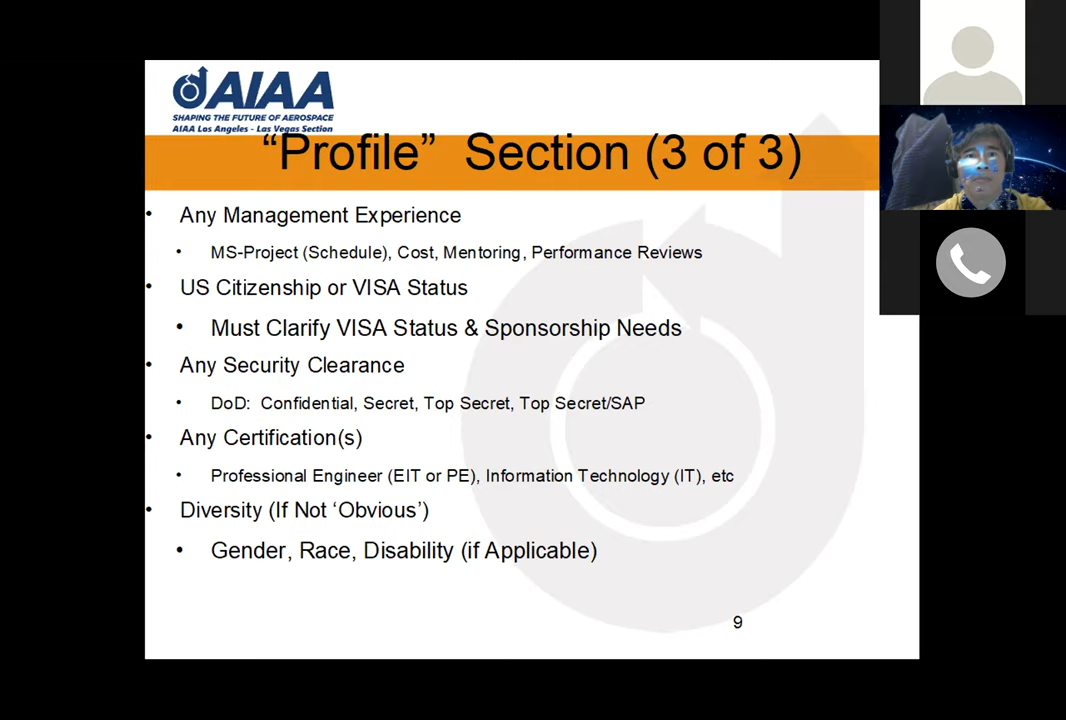 AIAA
SHAPING THE FUTURE OF AEROSPACE
AIAA Los Angeles - Las Vegas Section
“Profile” Section (3 of 3)
• Any Management Experience
• MS-Project (Schedule), Cost, Mentoring, Performance Reviews
• US Citizenship or VISA Status
• Must Clarify VISA Status & Sponsorship Needs
• Any Security Clearance
• DoD: Confidential, Secret, Top Secret, Top Secret/SAP
• Any Certification(s)
• Professional Engineer (EIT or PE), Information Technology (IT), etc
• Diversity (If Not ‘Obvious’)
• Gender, Race, Disability (if Applicable)
9